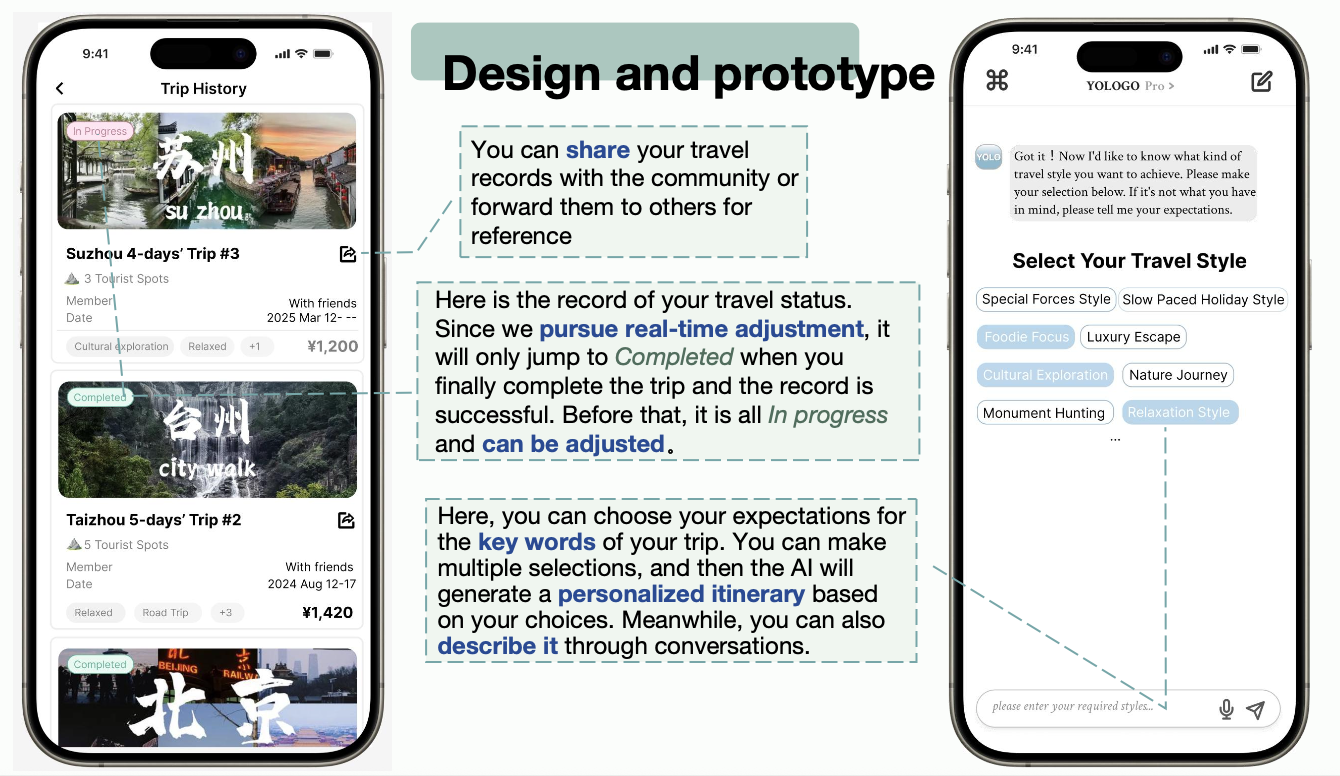 9:41
Trip History
In Progress
苏州
su zhou
Suzhou 4-days’ Trip #3
3 Tourist Spots
Member
With friends
Date
2025 Mar 12- --
Cultural exploration
Relaxed
+1
¥1,200
Completed
台州
city walk
Taizhou 5-days’ Trip #2
5 Tourist Spots
Member
With friends
Date
2024 Aug 12-17
Relaxed
Road Trip
+3
¥1,420
Completed
BEIJING
RAILWAY
北京
Design and prototype
You can share your travel
records with the community or
forward them to others for
reference
Here is the record of your travel status.
Since we pursue real-time adjustment, it
will only jump to Completed when you
finally complete the trip and the record is
successful. Before that, it is all In progress
and can be adjusted。
Here, you can choose your expectations for
the key words of your trip. You can make
multiple selections, and then the AI will
generate a personalized itinerary based
on your choices. Meanwhile, you can also
describe it through conversations.
9:41
YOLOGO Pro >
YOLO
Got it！Now I'd like to know what kind of
travel style you want to achieve. Please make
your selection below. If it's not what you have
in mind, please tell me your expectations.
Select Your Travel Style
Special Forces Style
Slow Paced Holiday Style
Foodie Focus
Luxury Escape
Cultural Exploration
Nature Journey
Monument Hunting
Relaxation Style
...
please enter your required styles...